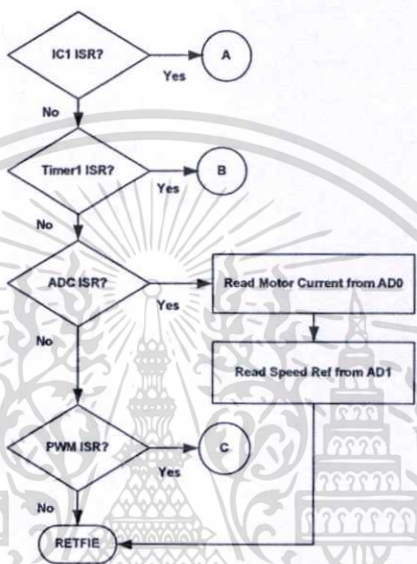 IC1 ISR?
Yes
A
No
Timer1 ISR?
Yes
B
No
ADC ISR?
Yes
Read Motor Current from AD0
No
Read Speed Ref from AD1
PWM ISR?
Yes
C
No
RETFIE